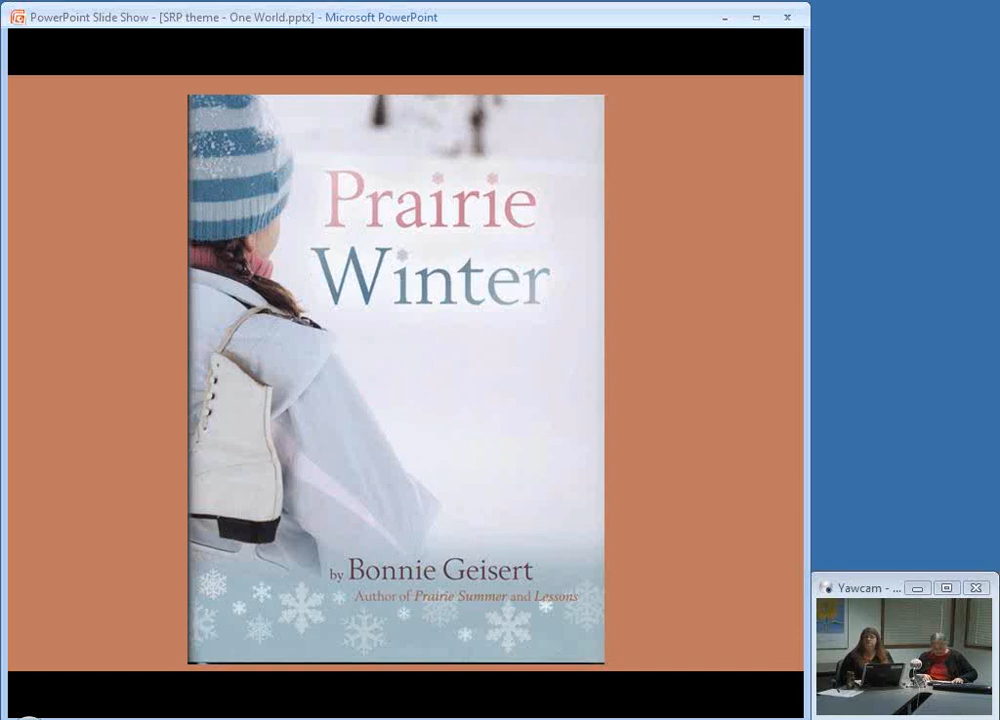 PowerPoint Slide Show - [SRP theme - One World.pptx] - Microsoft PowerPoint
Prairie
Winter
by Bonnie Geisert
Author of Prairie Summer and Lessons
Yawcam - ...